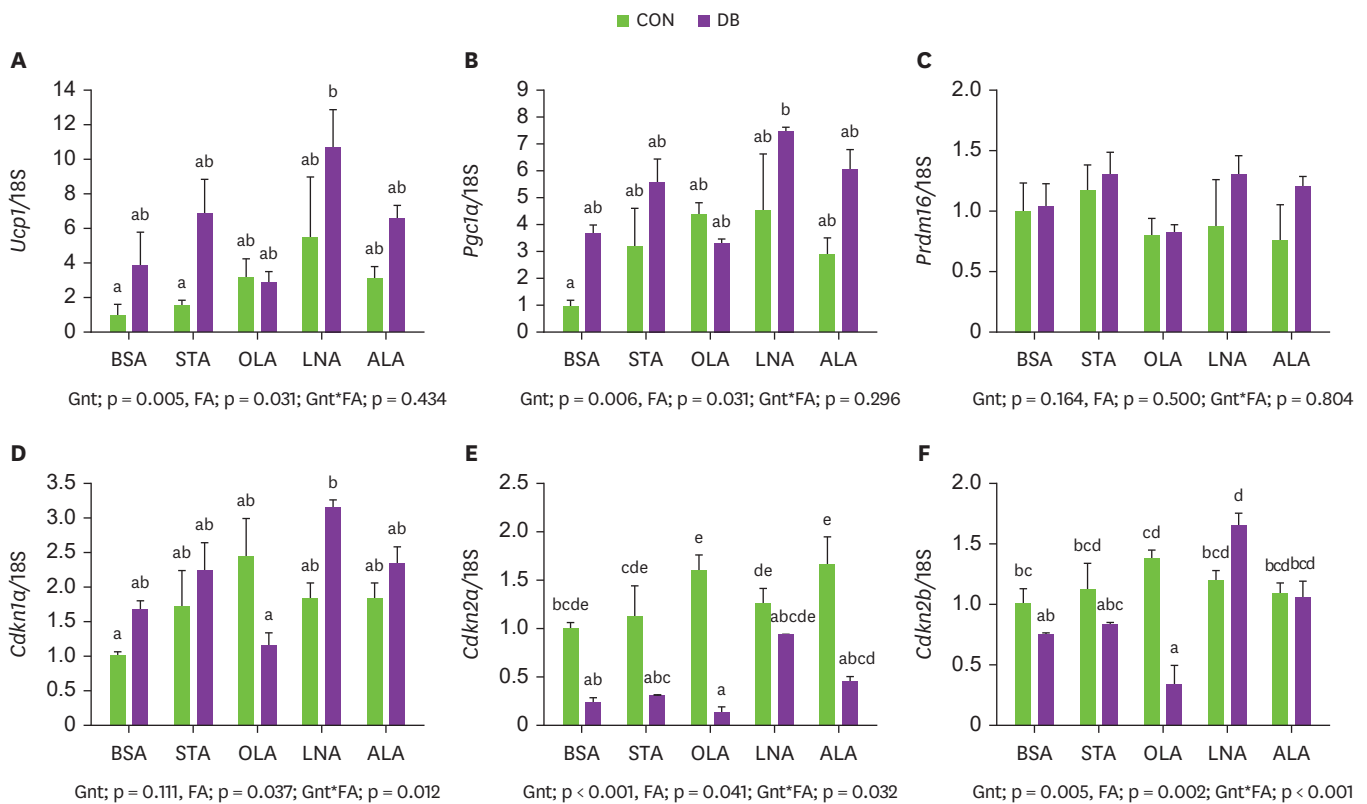 CON DB
A
Ucp1/18S
14
12
10
8
6
4
2
0
a ab a ab ab ab ab b ab ab
BSA STA OLA LNA ALA
Gnt; p = 0.005, FA; p = 0.031; Gnt*FA; p = 0.434
B
Pgc1a/18S
9
8
7
6
5
4
3
2
1
0
a ab ab ab ab ab ab b ab ab
BSA STA OLA LNA ALA
Gnt; p = 0.006, FA; p = 0.031; Gnt*FA; p = 0.296
C
Prdm16/18S
2.0
1.5
1.0
0.5
0
BSA STA OLA LNA ALA
Gnt; p = 0.164, FA; p = 0.500; Gnt*FA; p = 0.804
D
Cdkn1a/18S
3.5
3.0
2.5
2.0
1.5
1.0
0.5
0
a ab ab ab ab a ab b ab ab
BSA STA OLA LNA ALA
Gnt; p = 0.111, FA; p = 0.037; Gnt*FA; p = 0.012
E
Cdkn2a/18S
2.5
2.0
1.5
1.0
0.5
0
bcde ab cde abc e a de abcde e abcd
BSA STA OLA LNA ALA
Gnt; p < 0.001, FA; p = 0.041; Gnt*FA; p = 0.032
F
Cdkn2b/18S
2.0
1.5
1.0
0.5
0
bc ab bcd abc cd a bcd d bcd bcd
BSA STA OLA LNA ALA
Gnt; p = 0.005, FA; p = 0.002; Gnt*FA; p < 0.001